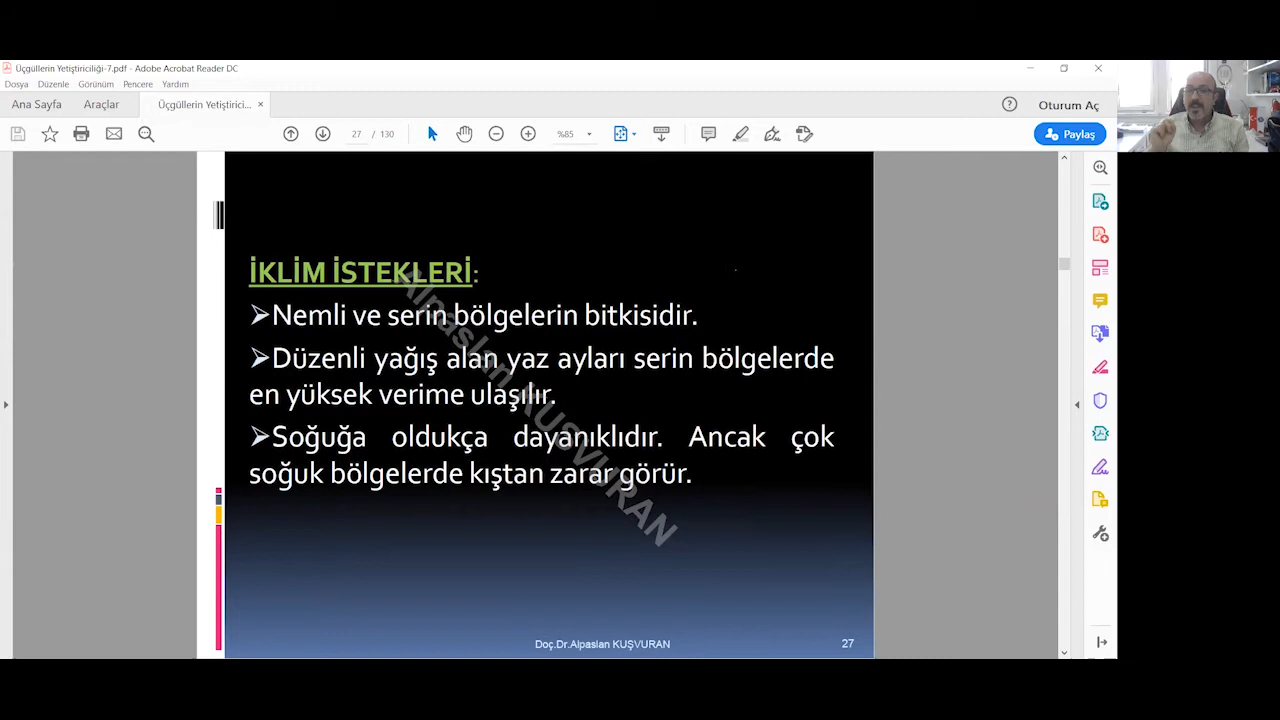 Üçgüllerin Yetiştiriciliği-7.pdf - Adobe Acrobat Reader DC
Dosya Düzenle Görünüm Pencere Yardım
Ana Sayfa Araçlar Üçgüllerin Yetiştirici... × Oturum Aç
27 / 130 %85 Paylaş
İKLİM İSTEKLERİ:
➢Nemli ve serin bölgelerin bitkisidir.
➢Düzenli yağış alan yaz ayları serin bölgelerde
en yüksek verime ulaşılır.
➢Soğuğa oldukça dayanıklıdır. Ancak çok
soğuk bölgelerde kıştan zarar görür.
Alpaslan KUŞVURAN
Doç.Dr.Alpaslan KUŞVURAN 27